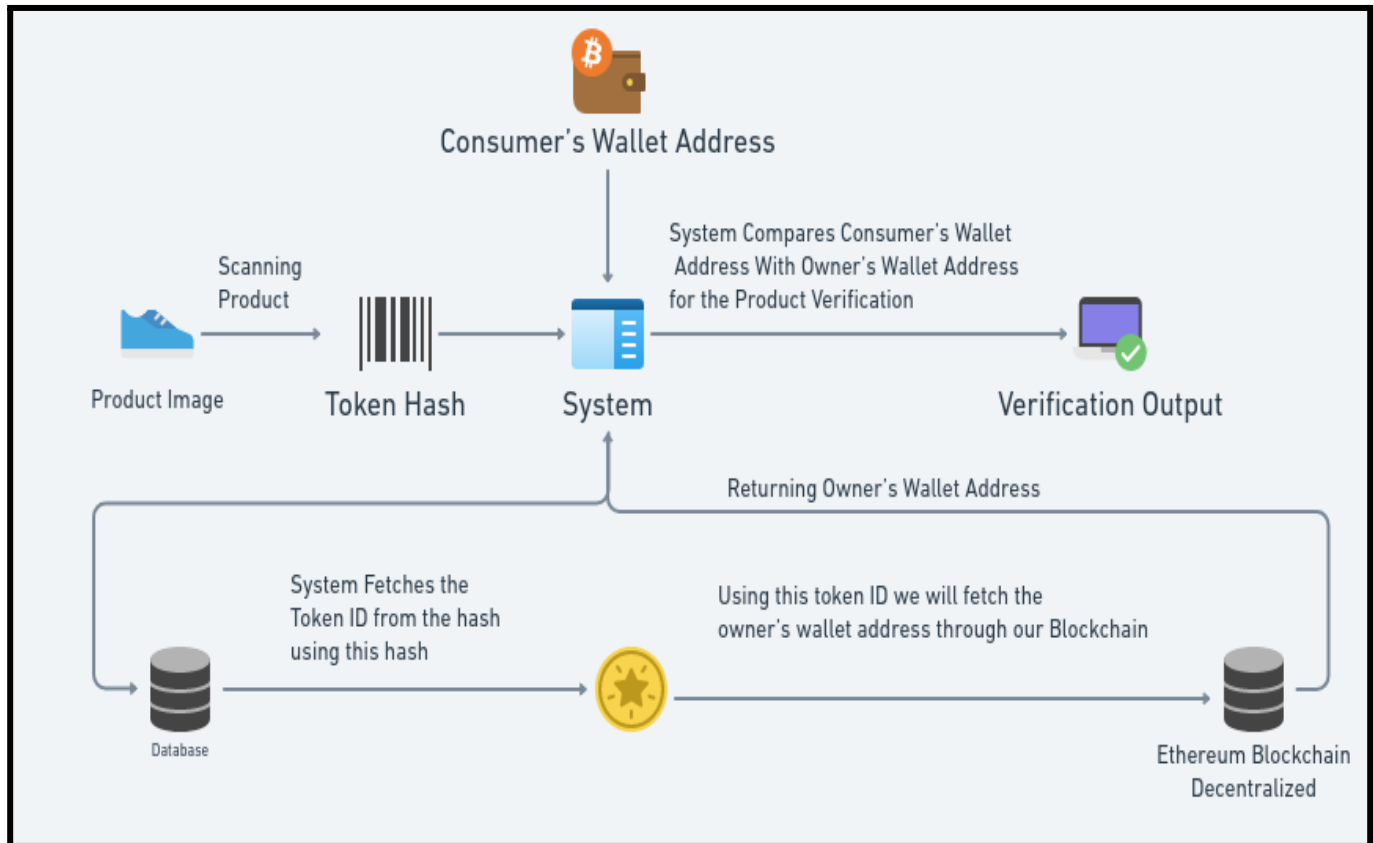 Consumer's Wallet Address
System Compares Consumer's Wallet
Address With Owner's Wallet Address
for the Product Verification
Scanning
Product
Product Image
Token Hash
System
Verification Output
Returning Owner's Wallet Address
System Fetches the
Token ID from the hash
using this hash
Using this token ID we will fetch the
owner's wallet address through our Blockchain
Database
Ethereum Blockchain
Decentralized